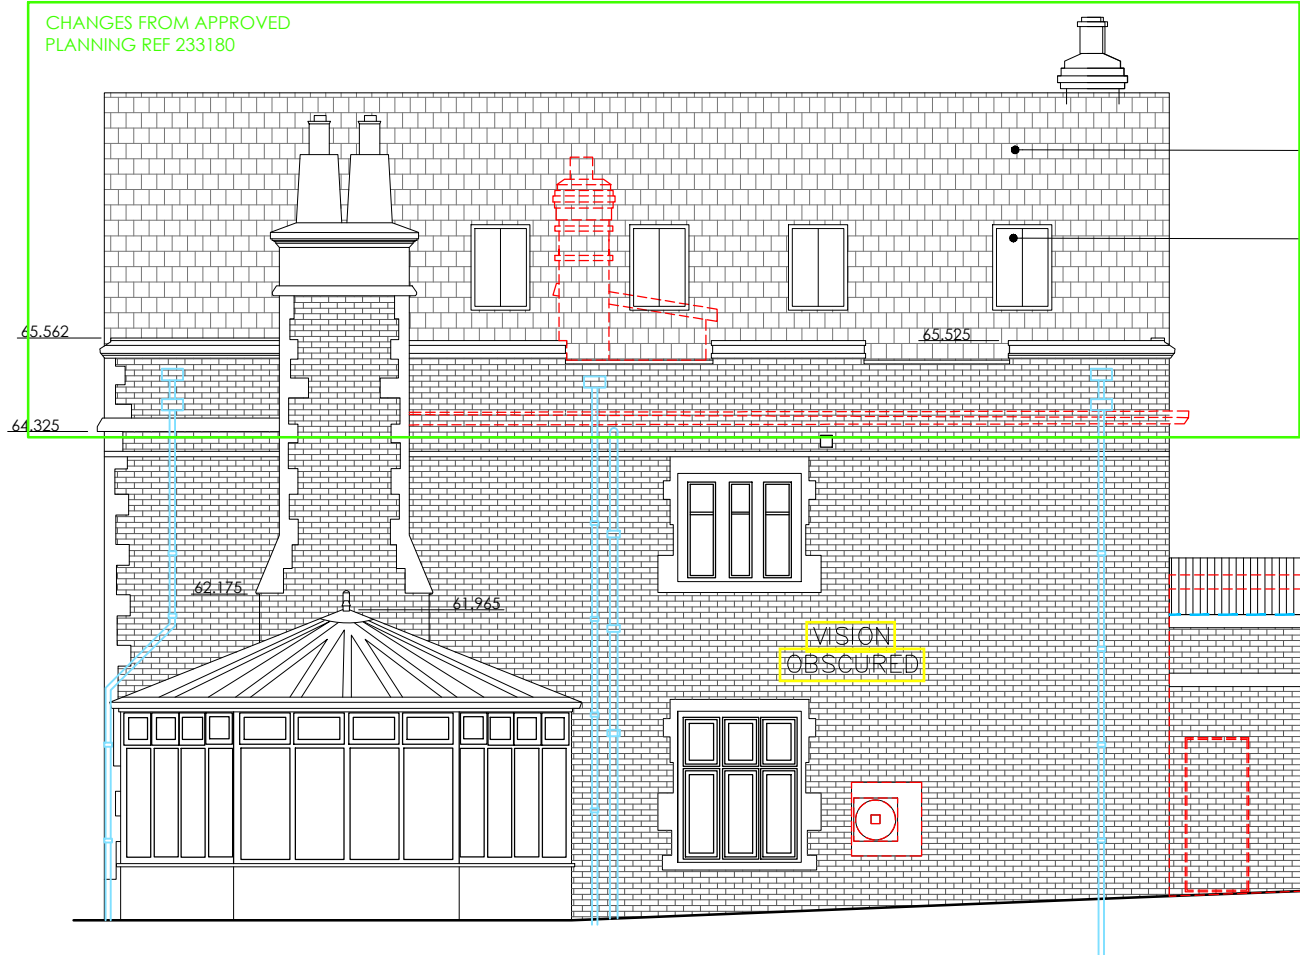 CHANGES FROM APPROVED
PLANNING REF 233180
65.562
65.525
64.325
62.175
61.965
VISION
OBSCURED